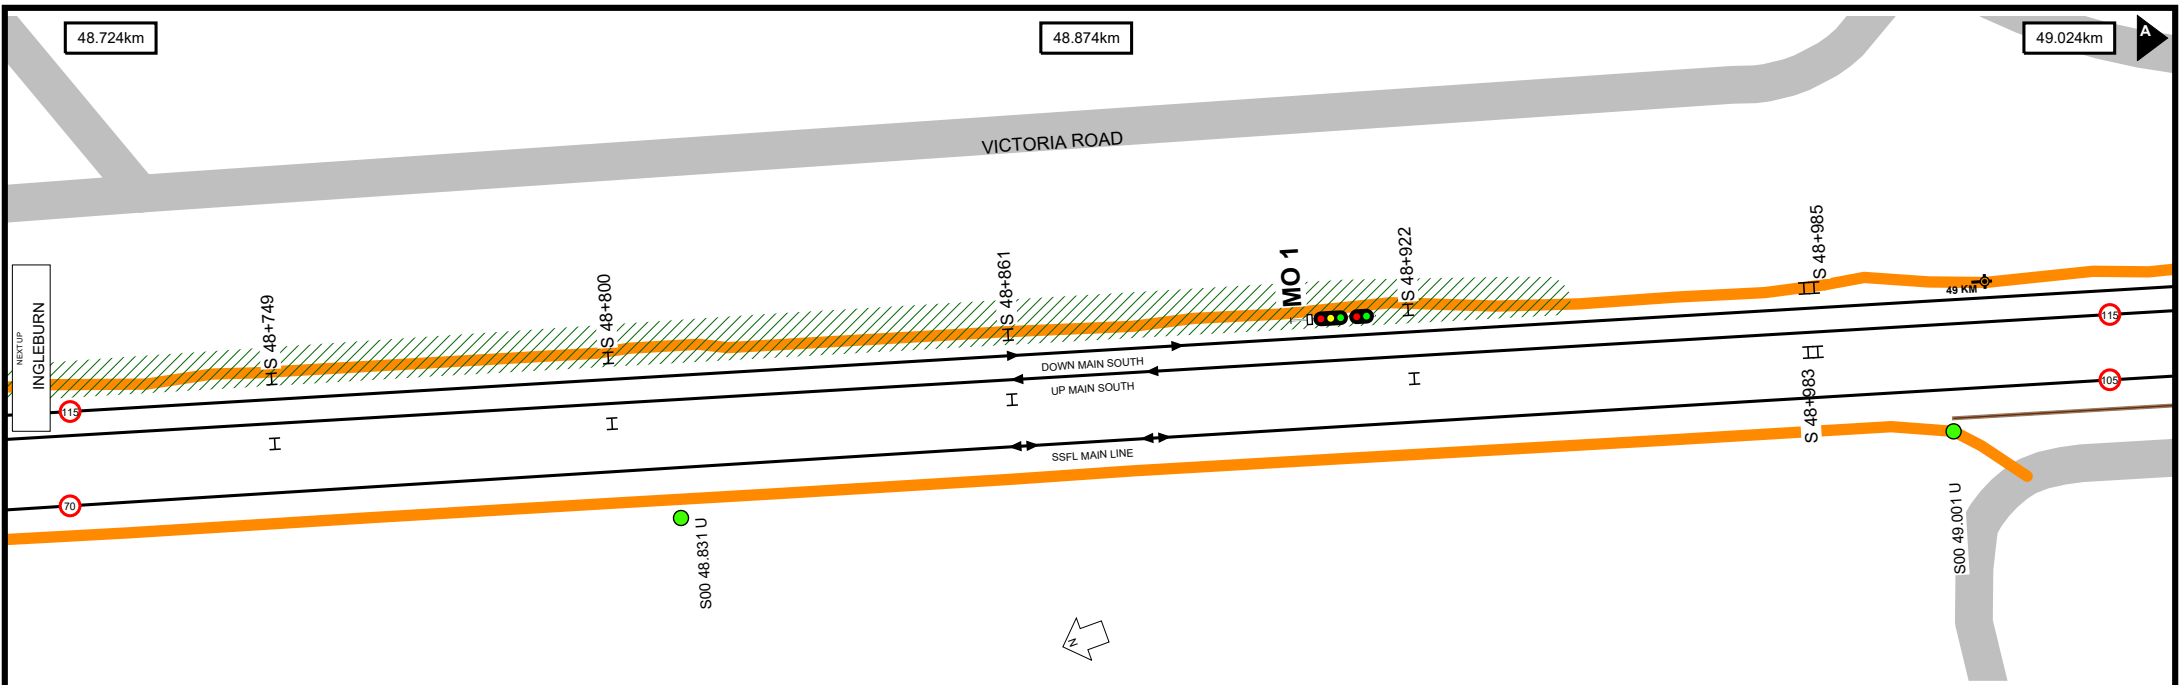 48.724km
48.874km
49.024km
A
VICTORIA ROAD
NEXT UP
INGLEBURN
S 48+749
S 48+800
S 48+861
MO 1
S 48+922
S 48+985
49 KM
115
DOWN MAIN SOUTH
UP MAIN SOUTH
115
105
S 48+983
SSFL MAIN LINE
70
S00 48.831 U
S00 49.001 U
N